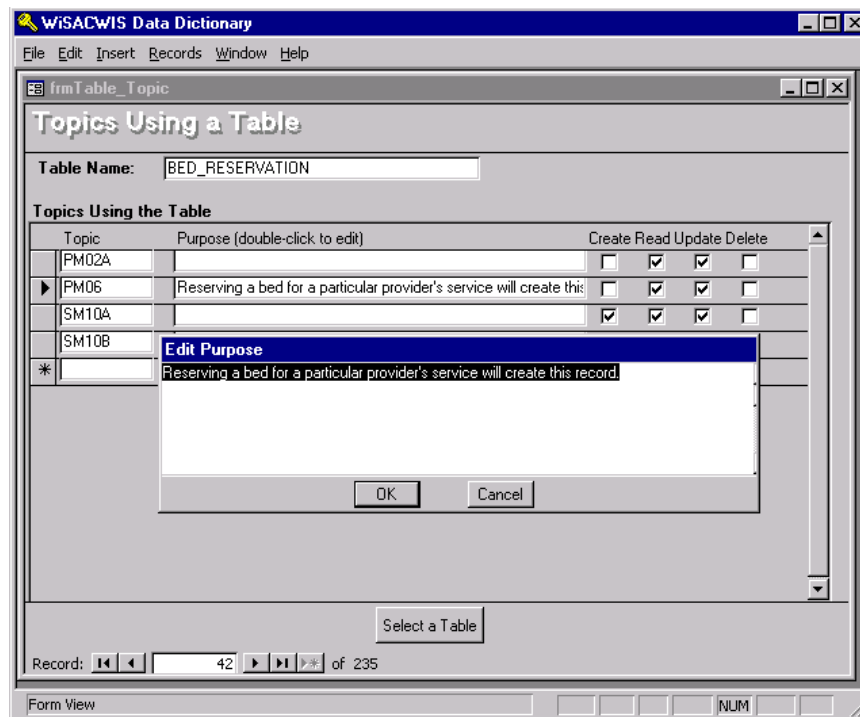 WiSACWIS Data Dictionary
File Edit Insert Records Window Help
frmTable_Topic
Topics Using a Table
Table Name: BED_RESERVATION
Topics Using the Table
Topic Purpose (double-click to edit) Create Read Update Delete
PM02A
PM06 Reserving a bed for a particular provider's service will create this
SM10A
SM10B
Edit Purpose
Reserving a bed for a particular provider's service will create this record.
OK Cancel
Select a Table
Record: 42 of 235
Form View NUM